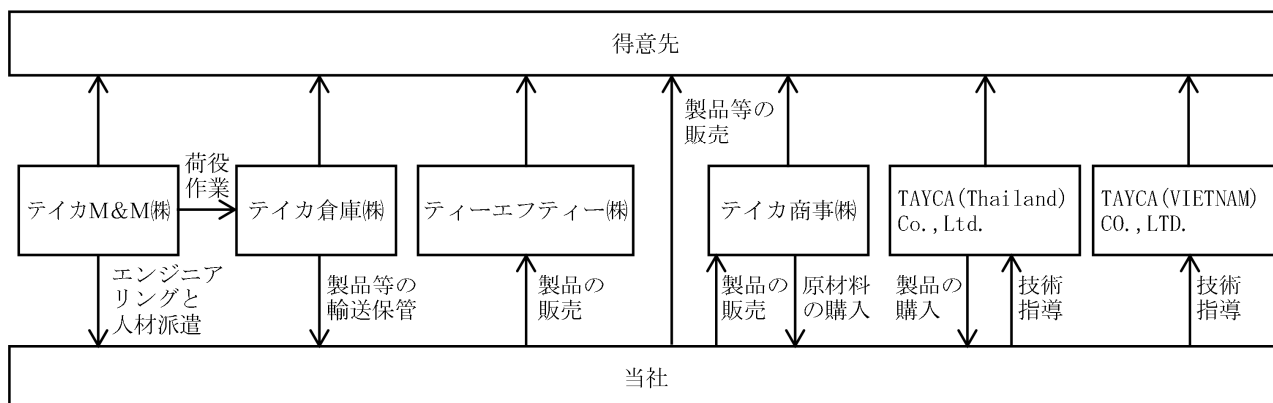 得意先
製品等の
販売
荷役
作業
テイカM&M㈱
テイカ倉庫㈱
ティーエフティー㈱
テイカ商事㈱
TAYCA(Thailand)
Co.,Ltd.
TAYCA(VIETNAM)
CO.,LTD.
エンジニア
リングと
人材派遣
製品等の
輸送保管
製品の
販売
製品の
販売
原材料
の購入
製品の
購入
技術
指導
技術
指導
当社